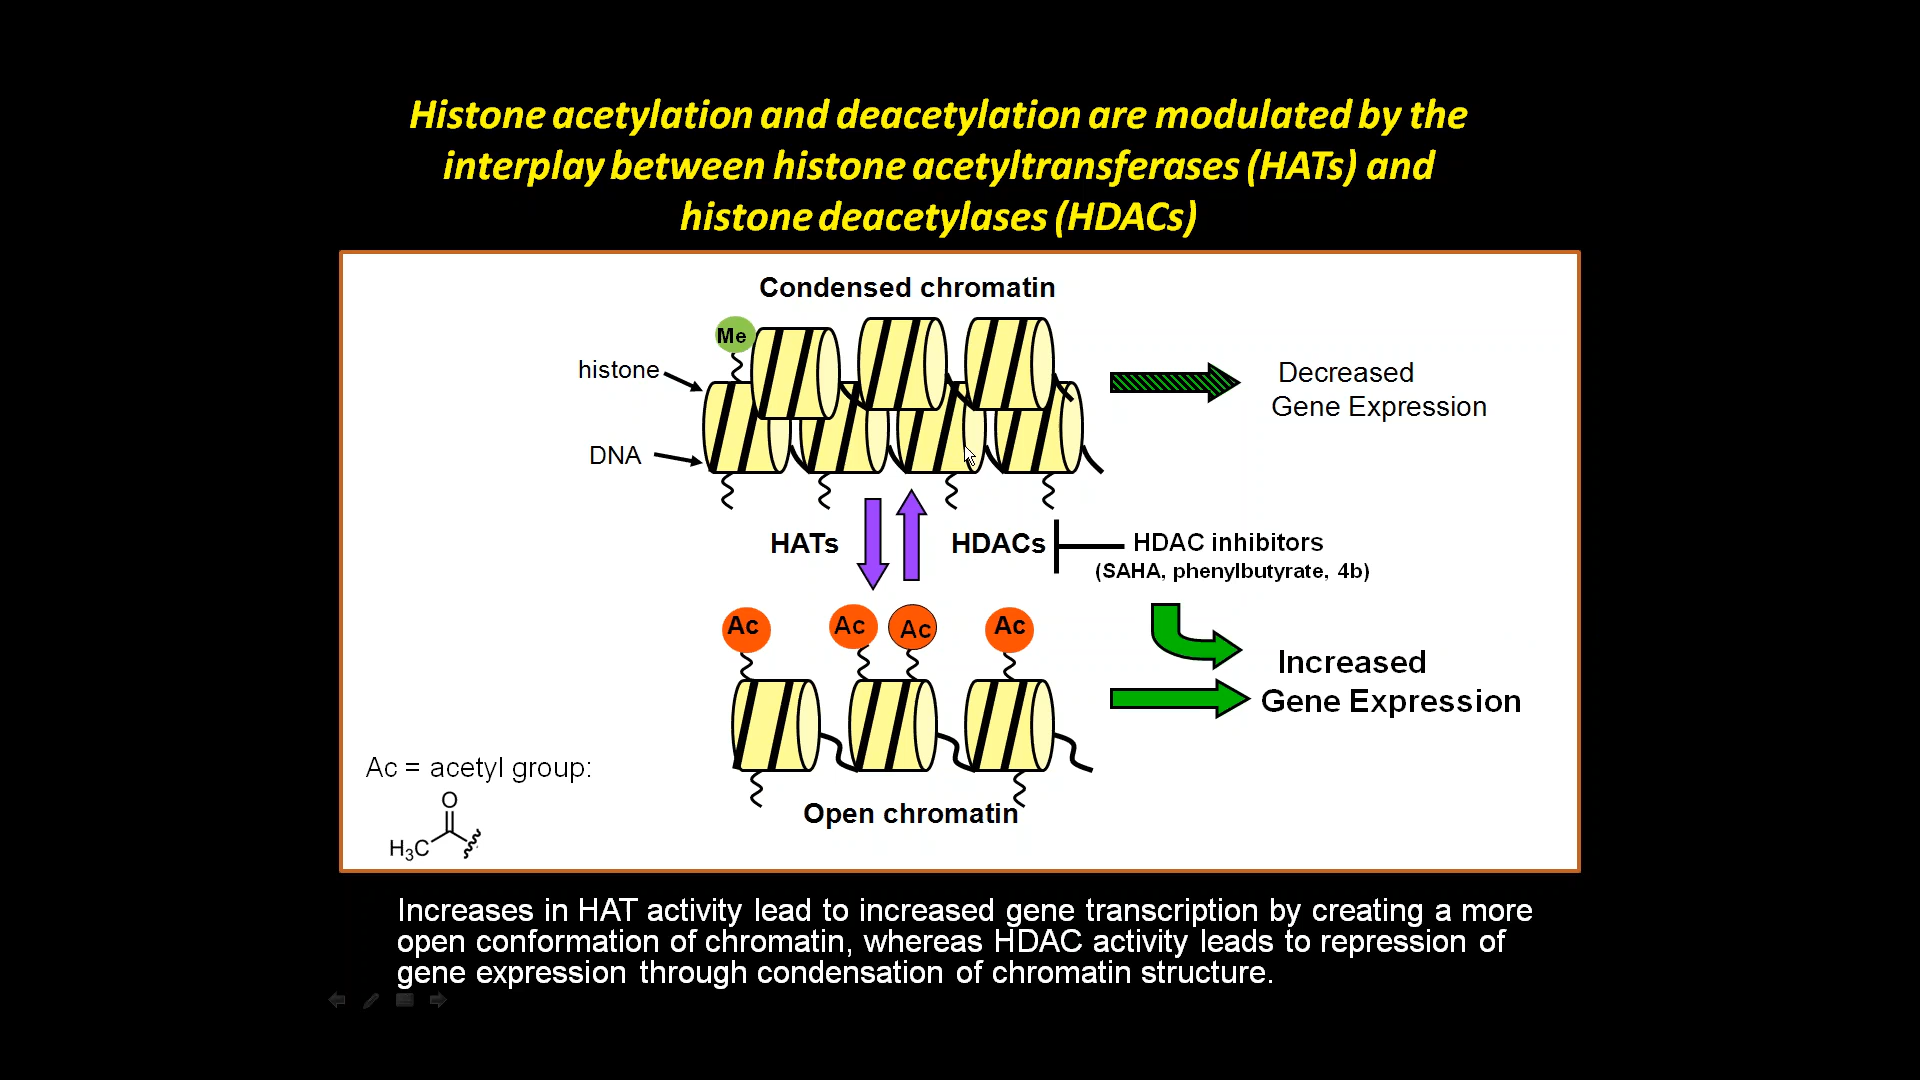 Histone acetylation and deacetylation are modulated by the
interplay between histone acetyltransferases (HATs) and
histone deacetylases (HDACs)
Condensed chromatin
Me
histone
DNA
Decreased
Gene Expression
HATs
HDACs
HDAC inhibitors
(SAHA, phenylbutyrate, 4b)
Ac
Ac
Ac
Ac
Increased
Gene Expression
Open chromatin
Ac = acetyl group:
O
H₃C
Increases in HAT activity lead to increased gene transcription by creating a more
open conformation of chromatin, whereas HDAC activity leads to repression of
gene expression through condensation of chromatin structure.